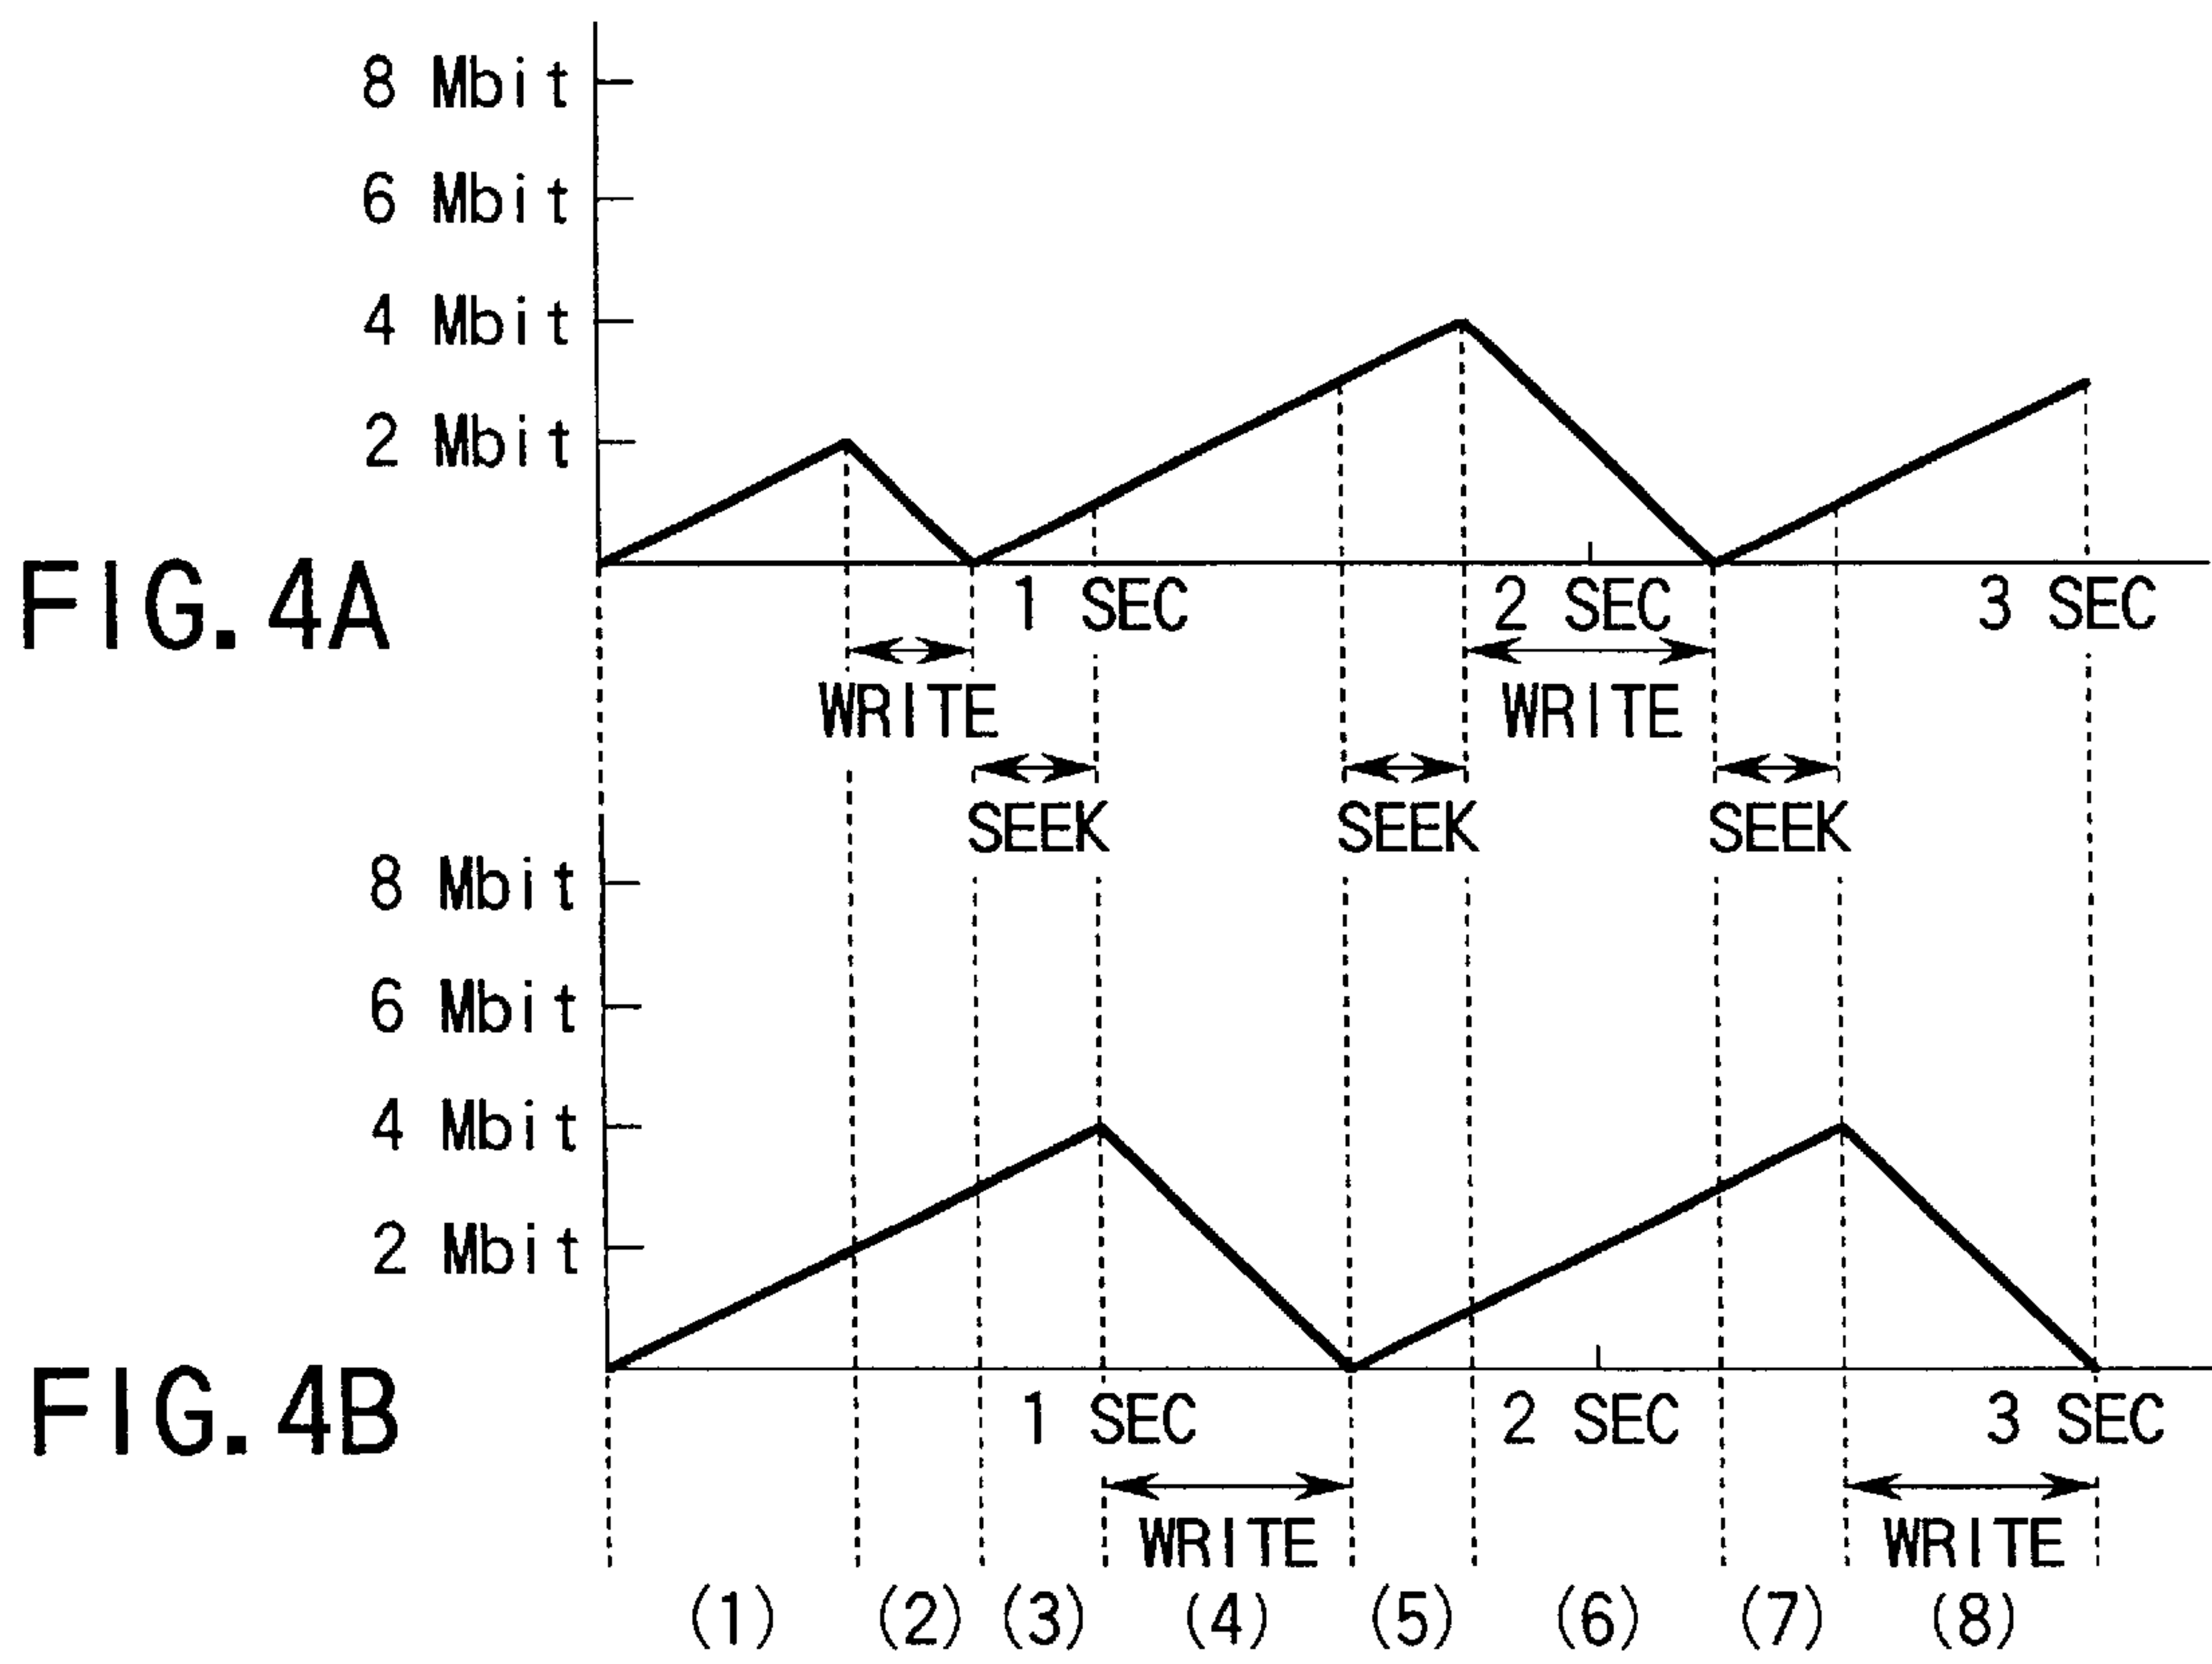 8 Mbit
6 Mbit
4 Mbit
2 Mbit
FIG. 4A
1 SEC 2 SEC 3 SEC
WRITE WRITE
SEEK SEEK SEEK
8 Mbit
6 Mbit
4 Mbit
2 Mbit
FIG. 4B
1 SEC 2 SEC 3 SEC
WRITE WRITE
(1) (2) (3) (4) (5) (6) (7) (8)